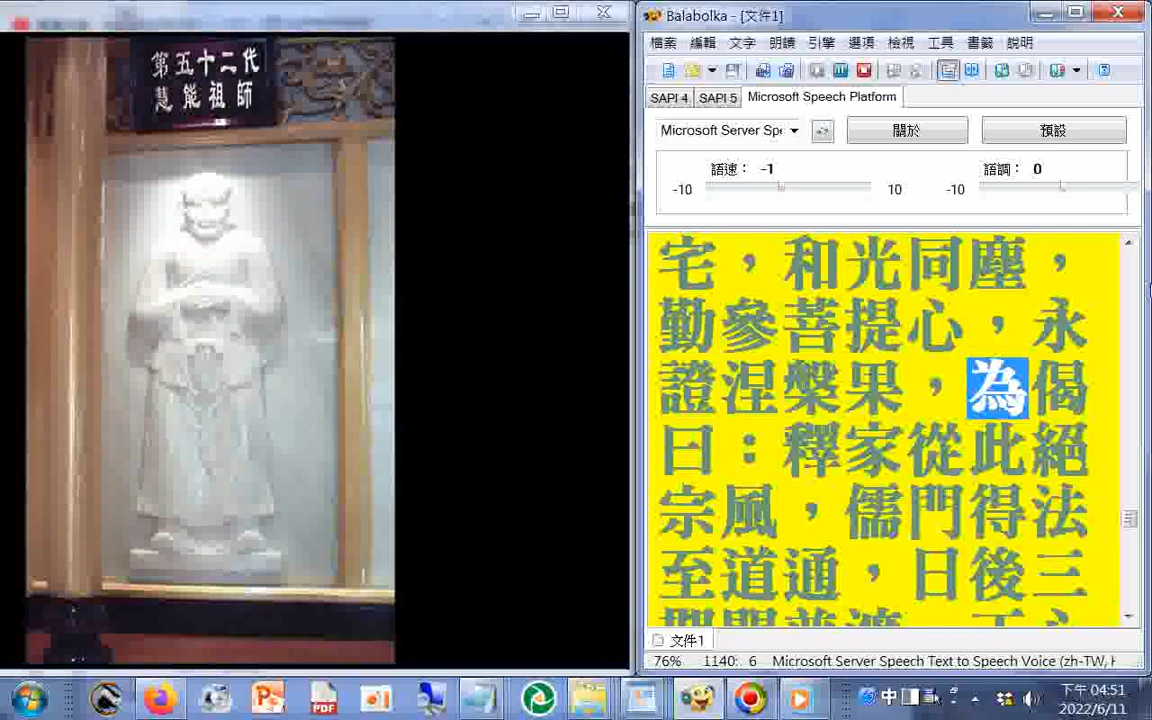 第五十二代
慧能祖師
Balabolka - [文件1]
檔案 編輯 文字 朗讀 引擎 選項 檢視 工具 書籤 說明
SAPI 4 SAPI 5 Microsoft Speech Platform
Microsoft Server Spe 關於 預設
語速： -1 語調： 0
-10 10 -10
宅，和光同塵，
勤參菩提心，永
證涅槃果，為偈
曰：釋家從此絕
宗風，儒門得法
至道通，日後三
文件1
76% 1140: 6 Microsoft Server Speech Text to Speech Voice (zh-TW, H
中
下午 04:51
2022/6/11